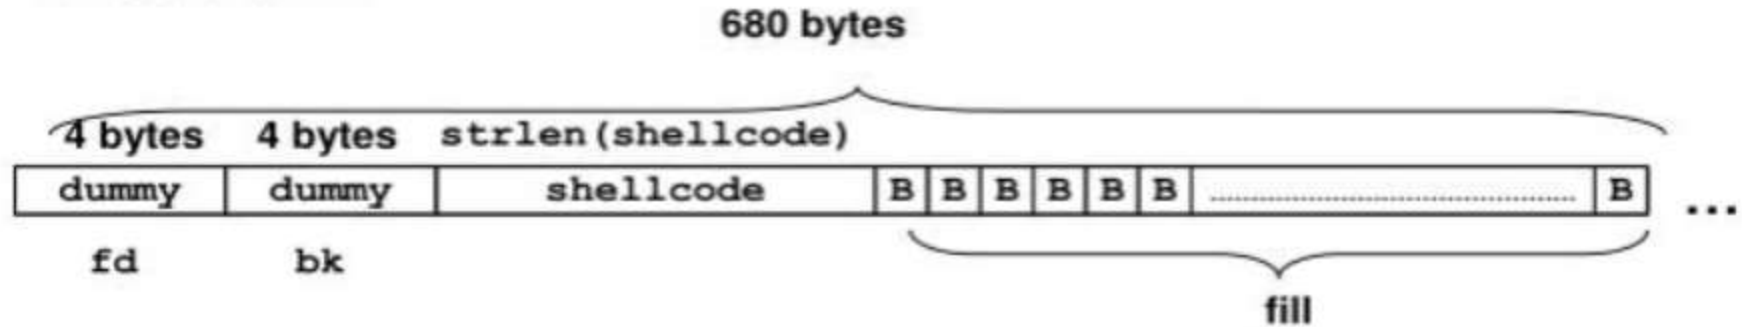 680 bytes
4 bytes 4 bytes strlen(shellcode)
dummy dummy shellcode B B B B B B ........................................ B ...
fd bk
fill